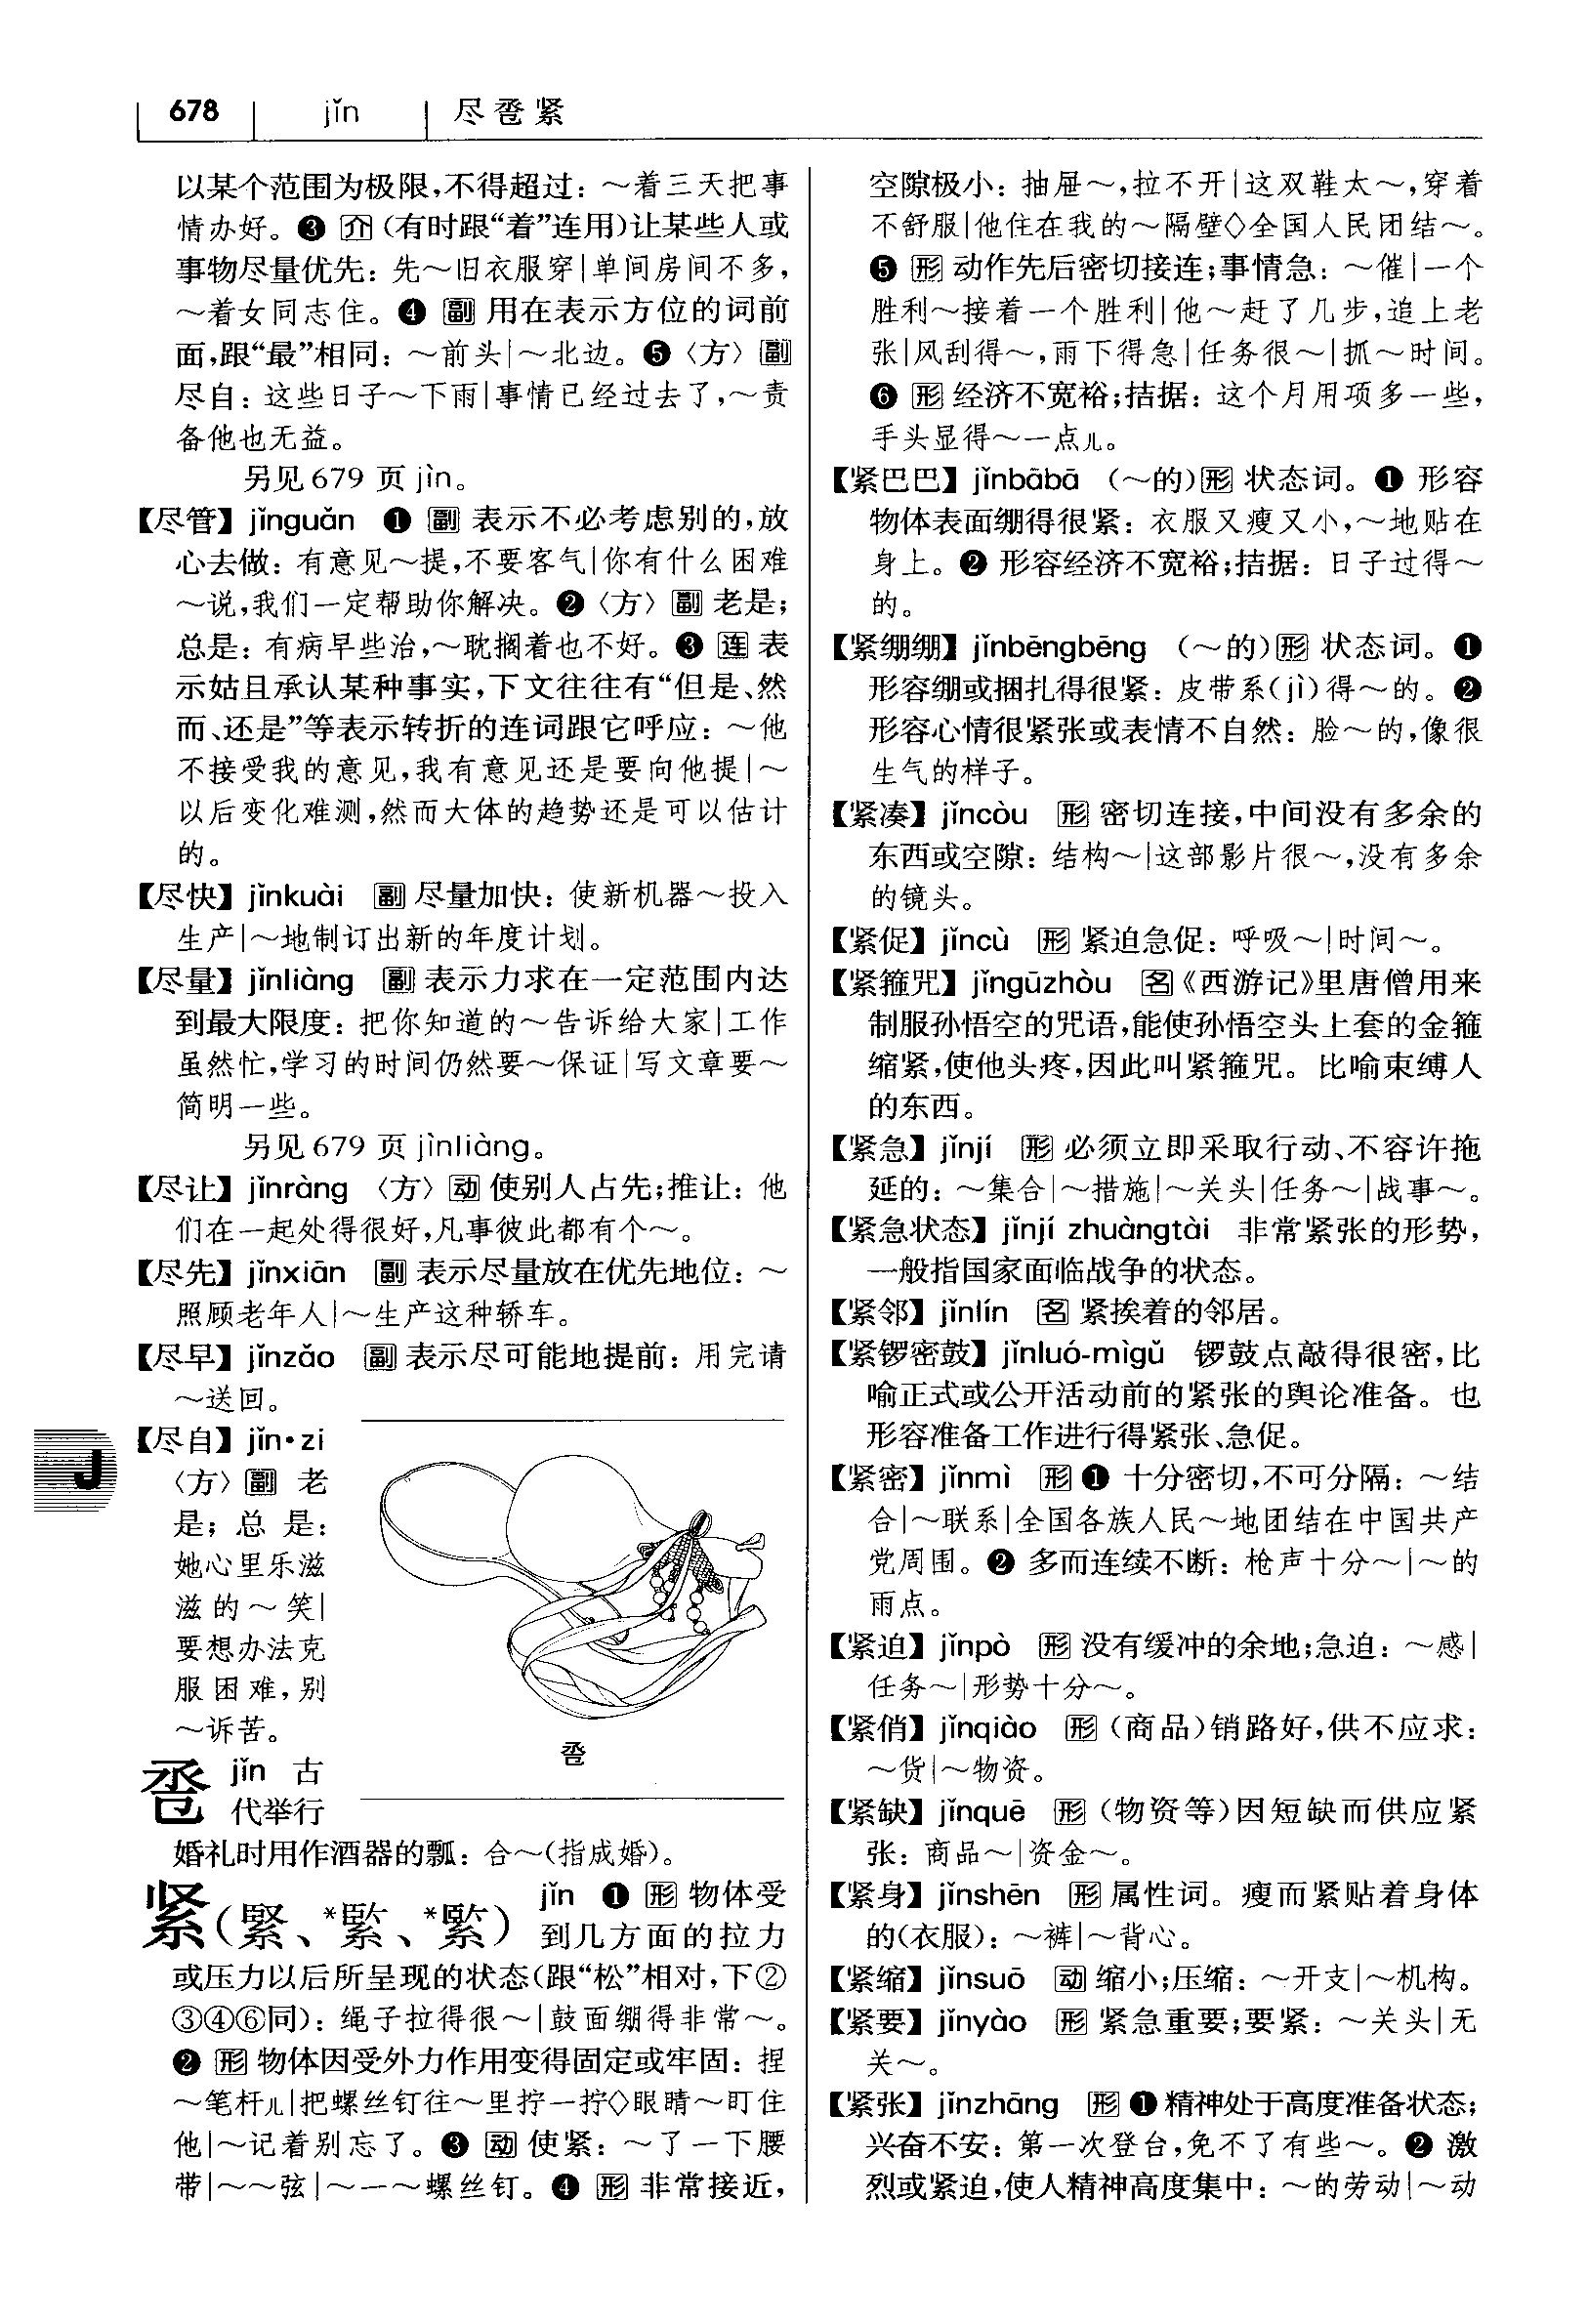 678 jǐn 尽卺紧
以某个范围为极限,不得超过：～着三天把事
情办好。❸ 介 (有时跟“着”连用)让某些人或
事物尽量优先：先～旧衣服穿|单间房间不多,
～着女同志住。❹ 副 用在表示方位的词前
面,跟“最”相同：～前头|～北边。❺〈方〉副
尽自：这些日子～下雨|事情已经过去了,～责
备他也无益。
另见 679 页 jìn。
【尽管】jǐnguǎn ❶ 副 表示不必考虑别的,放
心去做：有意见～提,不要客气|你有什么困难
～说,我们一定帮助你解决。❷〈方〉副 老是;
总是：有病早些治,～耽搁着也不好。❸ 连 表
示姑且承认某种事实,下文往往有“但是、然
而、还是”等表示转折的连词跟它呼应：～他
不接受我的意见,我有意见还是要向他提|～
以后变化难测,然而大体的趋势还是可以估计
的。
【尽快】jǐnkuài 副 尽量加快：使新机器～投入
生产|～地制订出新的年度计划。
【尽量】jǐnliàng 副 表示力求在一定范围内达
到最大限度：把你知道的～告诉给大家|工作
虽然忙,学习的时间仍然要～保证|写文章要～
简明一些。
另见 679 页 jìnliàng。
【尽让】jǐnràng 〈方〉动 使别人占先;推让：他
们在一起处得很好,凡事彼此都有个～。
【尽先】jǐnxiān 副 表示尽量放在优先地位：～
照顾老年人|～生产这种轿车。
【尽早】jǐnzǎo 副 表示尽可能地提前：用完请
～送回。
【尽自】jǐn•zi
〈方〉副 老
是; 总 是：
她心里乐滋
滋的～笑|
要想办法克
服困难,别
～诉苦。
卺
卺 jǐn 古
代举行
婚礼时用作酒器的瓢：合～(指成婚)。
紧(緊、*縶、*䋮) jǐn ❶ 形 物体受
到几方面的拉力
或压力以后所呈现的状态(跟“松”相对,下②
③④⑥同)：绳子拉得很～|鼓面绷得非常～。
❷ 形 物体因受外力作用变得固定或牢固：捏
～笔杆儿|把螺丝钉往～里拧一拧◇眼睛～盯住
他|～记着别忘了。❸ 动 使紧：～了一下腰
带|～～弦|～一～螺丝钉。❹ 形 非常接近,
空隙极小：抽屉～,拉不开|这双鞋太～,穿着
不舒服|他住在我的～隔壁◇全国人民团结～。
❺ 形 动作先后密切接连;事情急：～催|一个
胜利～接着一个胜利|他～赶了几步,追上老
张|风刮得～,雨下得急|任务很～|抓～时间。
❻ 形 经济不宽裕;拮据：这个月用项多一些,
手头显得～一点儿。
【紧巴巴】jǐnbābā (～的)形 状态词。❶ 形容
物体表面绷得很紧：衣服又瘦又小,～地贴在
身上。❷ 形容经济不宽裕;拮据：日子过得～
的。
【紧绷绷】jǐnbēngbēng (～的)形 状态词。❶
形容绷或捆扎得很紧：皮带系(jì)得～的。❷
形容心情很紧张或表情不自然：脸～的,像很
生气的样子。
【紧凑】jǐncòu 形 密切连接,中间没有多余的
东西或空隙：结构～|这部影片很～,没有多余
的镜头。
【紧促】jǐncù 形 紧迫急促：呼吸～|时间～。
【紧箍咒】jǐngūzhòu 名《西游记》里唐僧用来
制服孙悟空的咒语,能使孙悟空头上套的金箍
缩紧,使他头疼,因此叫紧箍咒。比喻束缚人
的东西。
【紧急】jǐnjí 形 必须立即采取行动、不容许拖
延的：～集合|～措施|～关头|任务～|战事～。
【紧急状态】jǐnjí zhuàngtài 非常紧张的形势,
一般指国家面临战争的状态。
【紧邻】jǐnlín 名 紧挨着的邻居。
【紧锣密鼓】jǐnluó-mìgǔ 锣鼓点敲得很密,比
喻正式或公开活动前的紧张的舆论准备。也
形容准备工作进行得紧张、急促。
【紧密】jǐnmì 形 ❶ 十分密切,不可分隔：～结
合|～联系|全国各族人民～地团结在中国共产
党周围。❷ 多而连续不断：枪声十分～|～的
雨点。
【紧迫】jǐnpò 形 没有缓冲的余地;急迫：～感|
任务～|形势十分～。
【紧俏】jǐnqiào 形 (商品)销路好,供不应求：
～货|～物资。
【紧缺】jǐnquē 形 (物资等)因短缺而供应紧
张：商品～|资金～。
【紧身】jǐnshēn 形 属性词。瘦而紧贴着身体
的(衣服)：～裤|～背心。
【紧缩】jǐnsuō 动 缩小;压缩：～开支|～机构。
【紧要】jǐnyào 形 紧急重要;要紧：～关头|无
关～。
【紧张】jǐnzhāng 形 ❶ 精神处于高度准备状态;
兴奋不安：第一次登台,免不了有些～。❷ 激
烈或紧迫,使人精神高度集中：～的劳动|～动
J